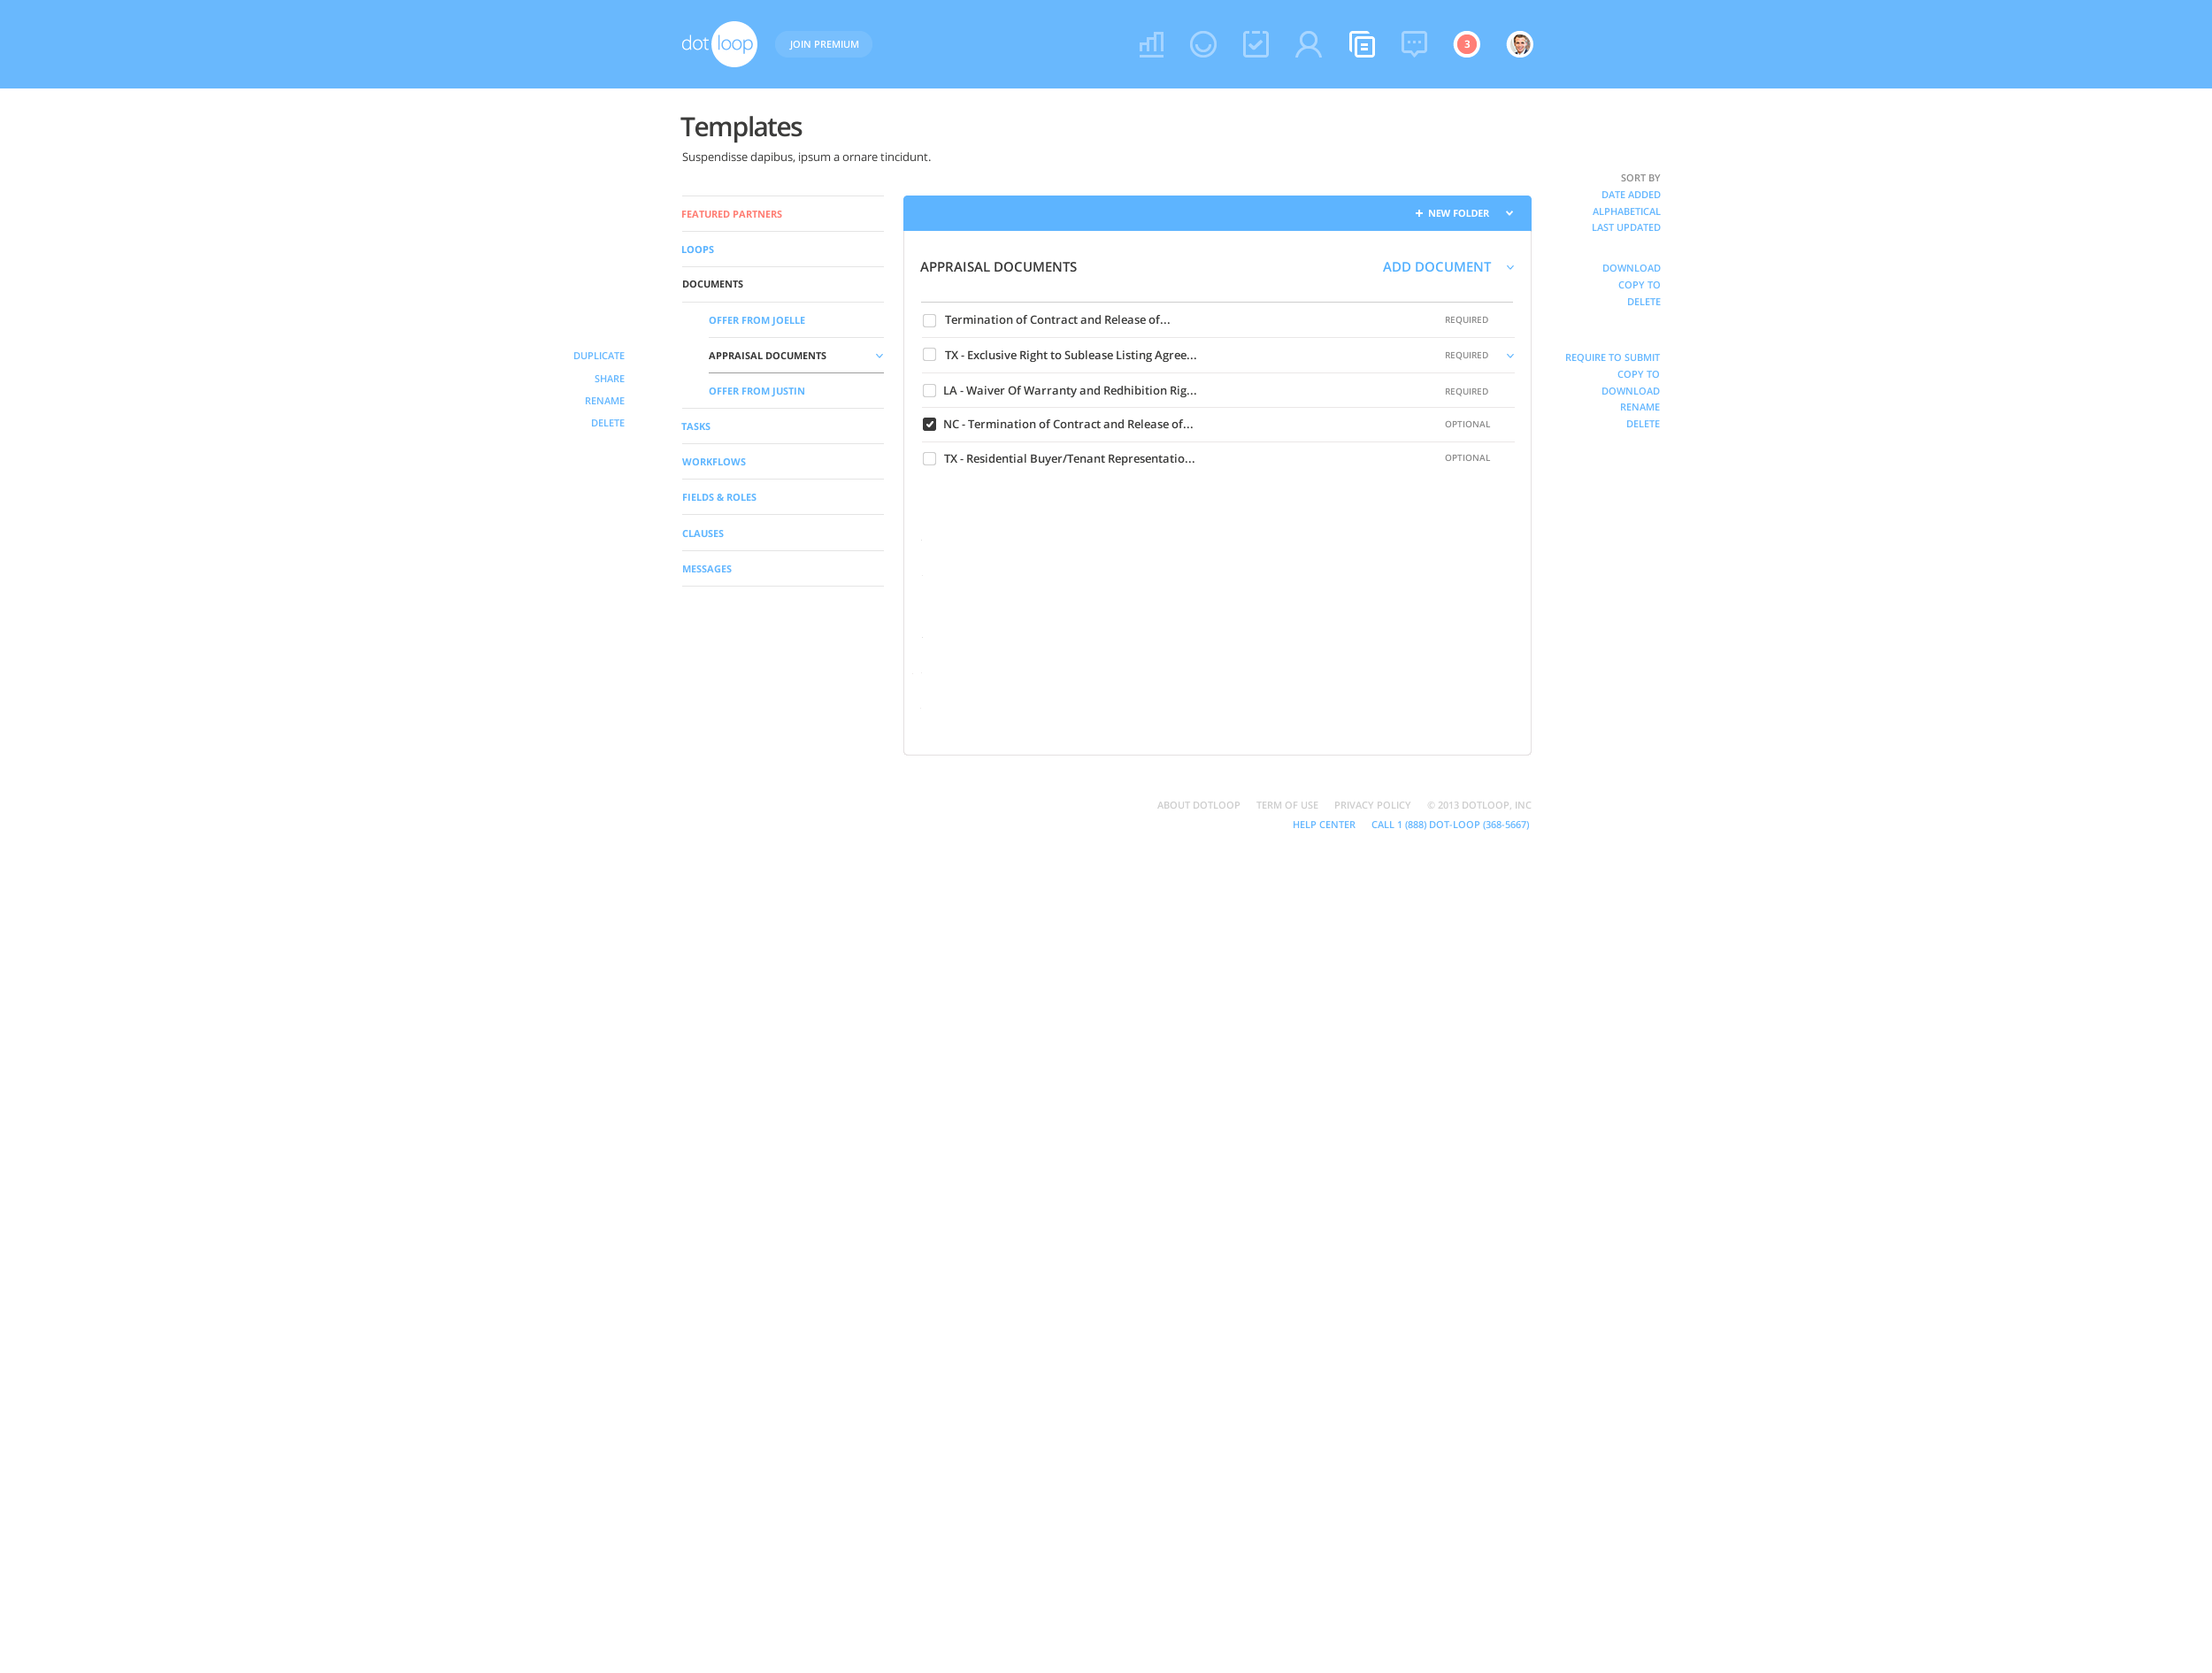 dotloop
JOIN PREMIUM
3
Templates
Suspendisse dapibus, ipsum a ornare tincidunt.
FEATURED PARTNERS
LOOPS
DOCUMENTS
OFFER FROM JOELLE
APPRAISAL DOCUMENTS
OFFER FROM JUSTIN
TASKS
WORKFLOWS
FIELDS & ROLES
CLAUSES
MESSAGES
DUPLICATE
SHARE
RENAME
DELETE
+ NEW FOLDER
APPRAISAL DOCUMENTS ADD DOCUMENT
Termination of Contract and Release of... REQUIRED
TX - Exclusive Right to Sublease Listing Agree... REQUIRED
LA - Waiver Of Warranty and Redhibition Rig... REQUIRED
NC - Termination of Contract and Release of... OPTIONAL
TX - Residential Buyer/Tenant Representatio... OPTIONAL
SORT BY
DATE ADDED
ALPHABETICAL
LAST UPDATED
DOWNLOAD
COPY TO
DELETE
REQUIRE TO SUBMIT
COPY TO
DOWNLOAD
RENAME
DELETE
ABOUT DOTLOOP TERM OF USE PRIVACY POLICY © 2013 DOTLOOP, INC
HELP CENTER CALL 1 (888) DOT-LOOP (368-5667)